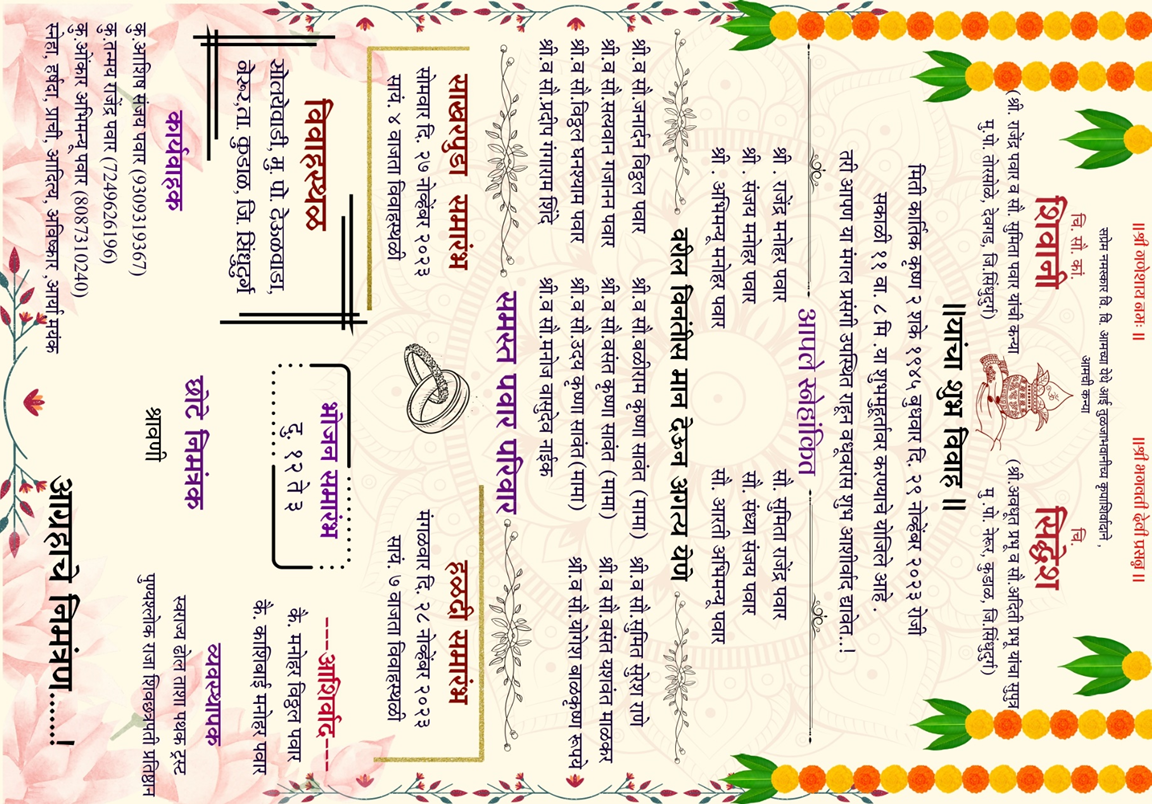 ॥श्री गणेशाय नमः॥
॥श्री भगवती देवी प्रसन्न॥
सप्रेम नमस्कार वि. वि. आमच्या येथे आई तुळजाभवानीच्या कृपाशिर्वादाने ,
आमची कन्या
चि. सौ. कां.
शिवानी
(श्री. राजेंद्र पवार व सौ. सुमिता पवार यांची कन्या
मु.पो. तोरसोळे, देवगड, जि.सिंधुदुर्ग)
चि.
सिद्धेश
(श्री.अवधूत प्रभू व सौ.अदिती प्रभू यांचा सुपुत्र
मु .पो. नेरूर, कुडाळ, जि.सिंधुदुर्ग)
॥यांचा शुभ विवाह॥
मिती कार्तिक कृष्ण २ शके १९४५ बुधवार दि. २९ नोव्हेंबर २०२३ रोजी
सकाळी ११ वा. ८ मि .या शुभमुहूर्तावर करण्याचे योजिले आहे .
तरी आपण या मंगल प्रसंगी उपस्थित राहून वधूवरांस शुभ आशीर्वाद द्यावेत..!
आपले स्नेहांकित
श्री . राजेंद्र मनोहर पवार
श्री . संजय मनोहर पवार
श्री . अभिमन्यू मनोहर पवार
सौ. सुमिता राजेंद्र पवार
सौ. संध्या संजय पवार
सौ. आरती अभिमन्यू पवार
वरील विनंतीस मान देऊन अगत्य येणे
श्री.व सौ.जनार्दन विठ्ठल पवार
श्री.व सौ.सत्यवान गजानन पवार
श्री.व सौ.विठ्ठल घनश्याम पवार
श्री.व सौ.प्रदीप गंगाराम शिंदे
श्री.व सौ.बळीराम कृष्णा सावंत (मामा)
श्री.व सौ.वसंत कृष्णा सावंत (मामा)
श्री.व सौ.उदय कृष्णा सावंत (मामा)
श्री.व सौ.मनोज वासुदेव नाईक
श्री.व सौ.सुमित सुरेश राणे
श्री.व सौ.वसंत यशवंत माळकर
श्री.व सौ.योगेश बाळकृष्ण रूपये
समस्त पवार परिवार
साखरपुडा समारंभ
सोमवार दि. २७ नोव्हेंबर २०२३
सायं. ४ वाजता विवाहस्थळी
हळदी समारंभ
मंगळवार दि. २८ नोव्हेंबर २०२३
सायं. ७ वाजता विवाहस्थळी
विवाहस्थळ
सोलयेवाडी, मु. पो. टेऊळवाडा,
नेरूर,ता. कुडाळ, जि. सिंधुदुर्ग
भोजन समारंभ
दु. १२ ते ३
---आशिर्वाद---
कै. मनोहर विठ्ठल पवार
कै. काशिबाई मनोहर पवार
कार्यवाहक
कु.आशिष संजय पवार (9309319367)
कु.तन्मय राजेंद्र पवार (7249626196)
कु.ओंकार अभिमन्यू पवार (8087310240)
स्नेहा, हर्षदा, प्राची, आदित्य, आविष्कार ,आर्या मयंक
छोटे निमंत्रक
श्रावणी
व्यवस्थापक
स्वराज्य ढोल ताशा पथक ट्रस्ट
पुण्यश्लोक राजा शिवछत्रपती प्रतिष्ठान
आग्रहाचे निमंत्रण......!